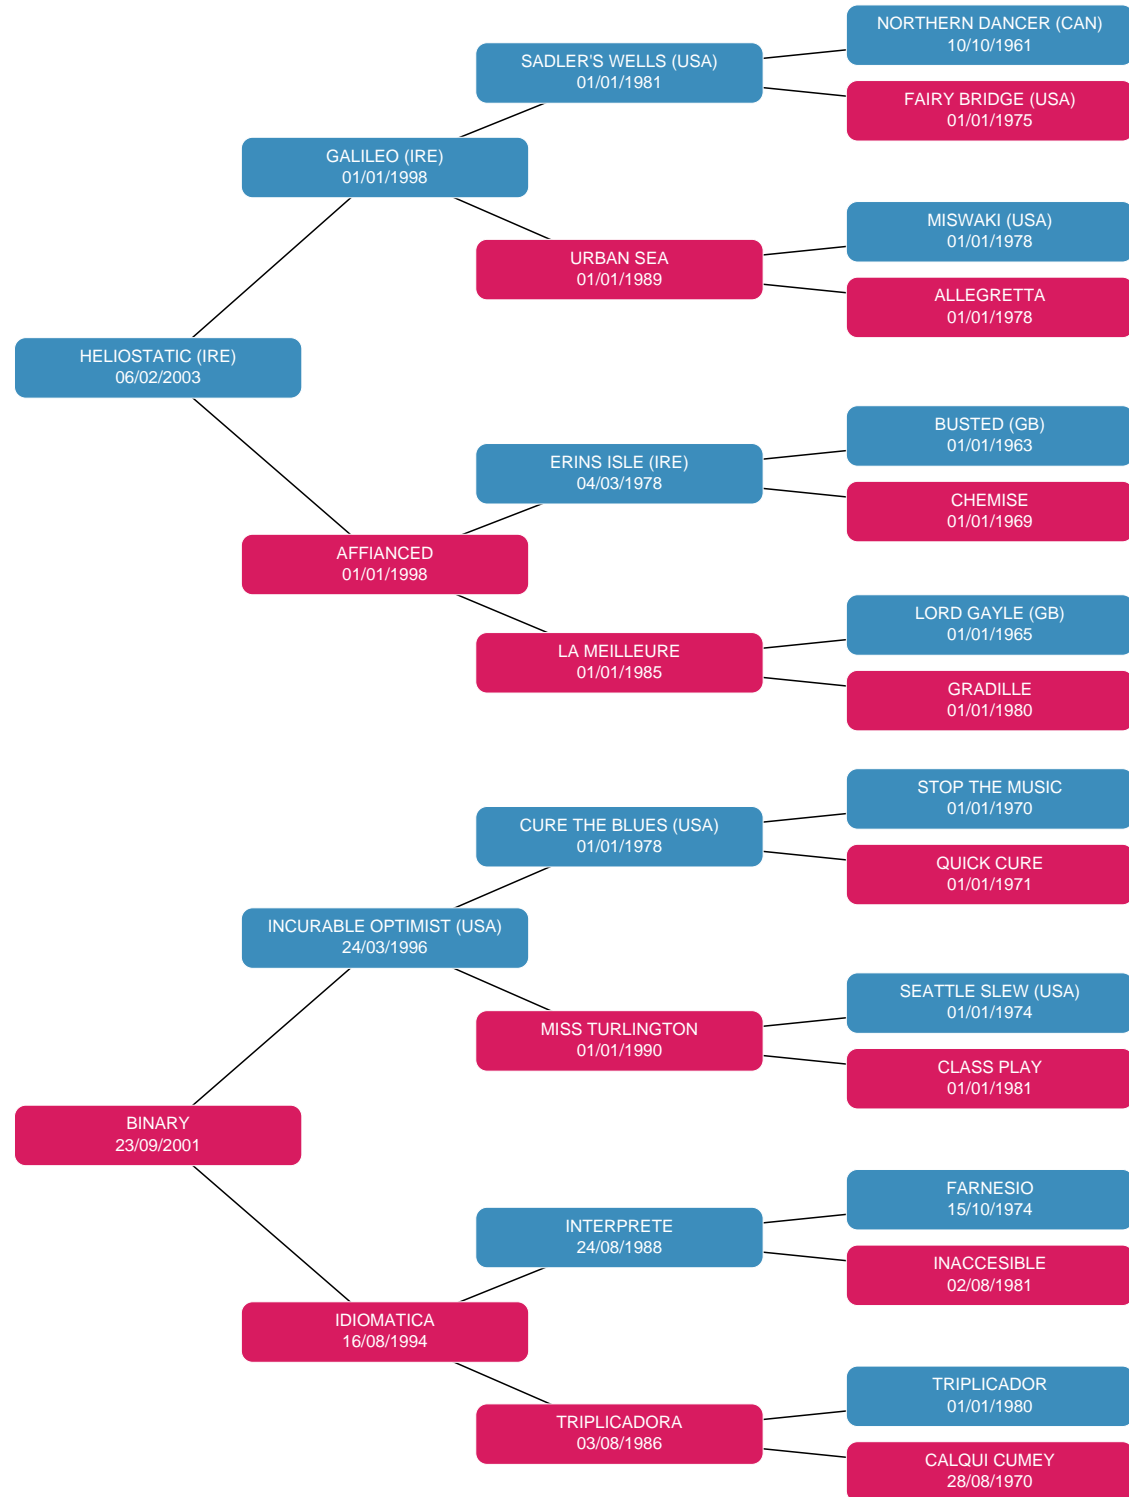 NORTHERN DANCER (CAN)
10/10/1961
SADLER'S WELLS (USA)
01/01/1981
FAIRY BRIDGE (USA)
01/01/1975
GALILEO (IRE)
01/01/1998
MISWAKI (USA)
01/01/1978
URBAN SEA
01/01/1989
ALLEGRETTA
01/01/1978
HELIOSTATIC (IRE)
06/02/2003
BUSTED (GB)
01/01/1963
ERINS ISLE (IRE)
04/03/1978
CHEMISE
01/01/1969
AFFIANCED
01/01/1998
LORD GAYLE (GB)
01/01/1965
LA MEILLEURE
01/01/1985
GRADILLE
01/01/1980
STOP THE MUSIC
01/01/1970
CURE THE BLUES (USA)
01/01/1978
QUICK CURE
01/01/1971
INCURABLE OPTIMIST (USA)
24/03/1996
SEATTLE SLEW (USA)
01/01/1974
MISS TURLINGTON
01/01/1990
CLASS PLAY
01/01/1981
BINARY
23/09/2001
FARNESIO
15/10/1974
INTERPRETE
24/08/1988
INACCESIBLE
02/08/1981
IDIOMATICA
16/08/1994
TRIPLICADOR
01/01/1980
TRIPLICADORA
03/08/1986
CALQUI CUMEY
28/08/1970